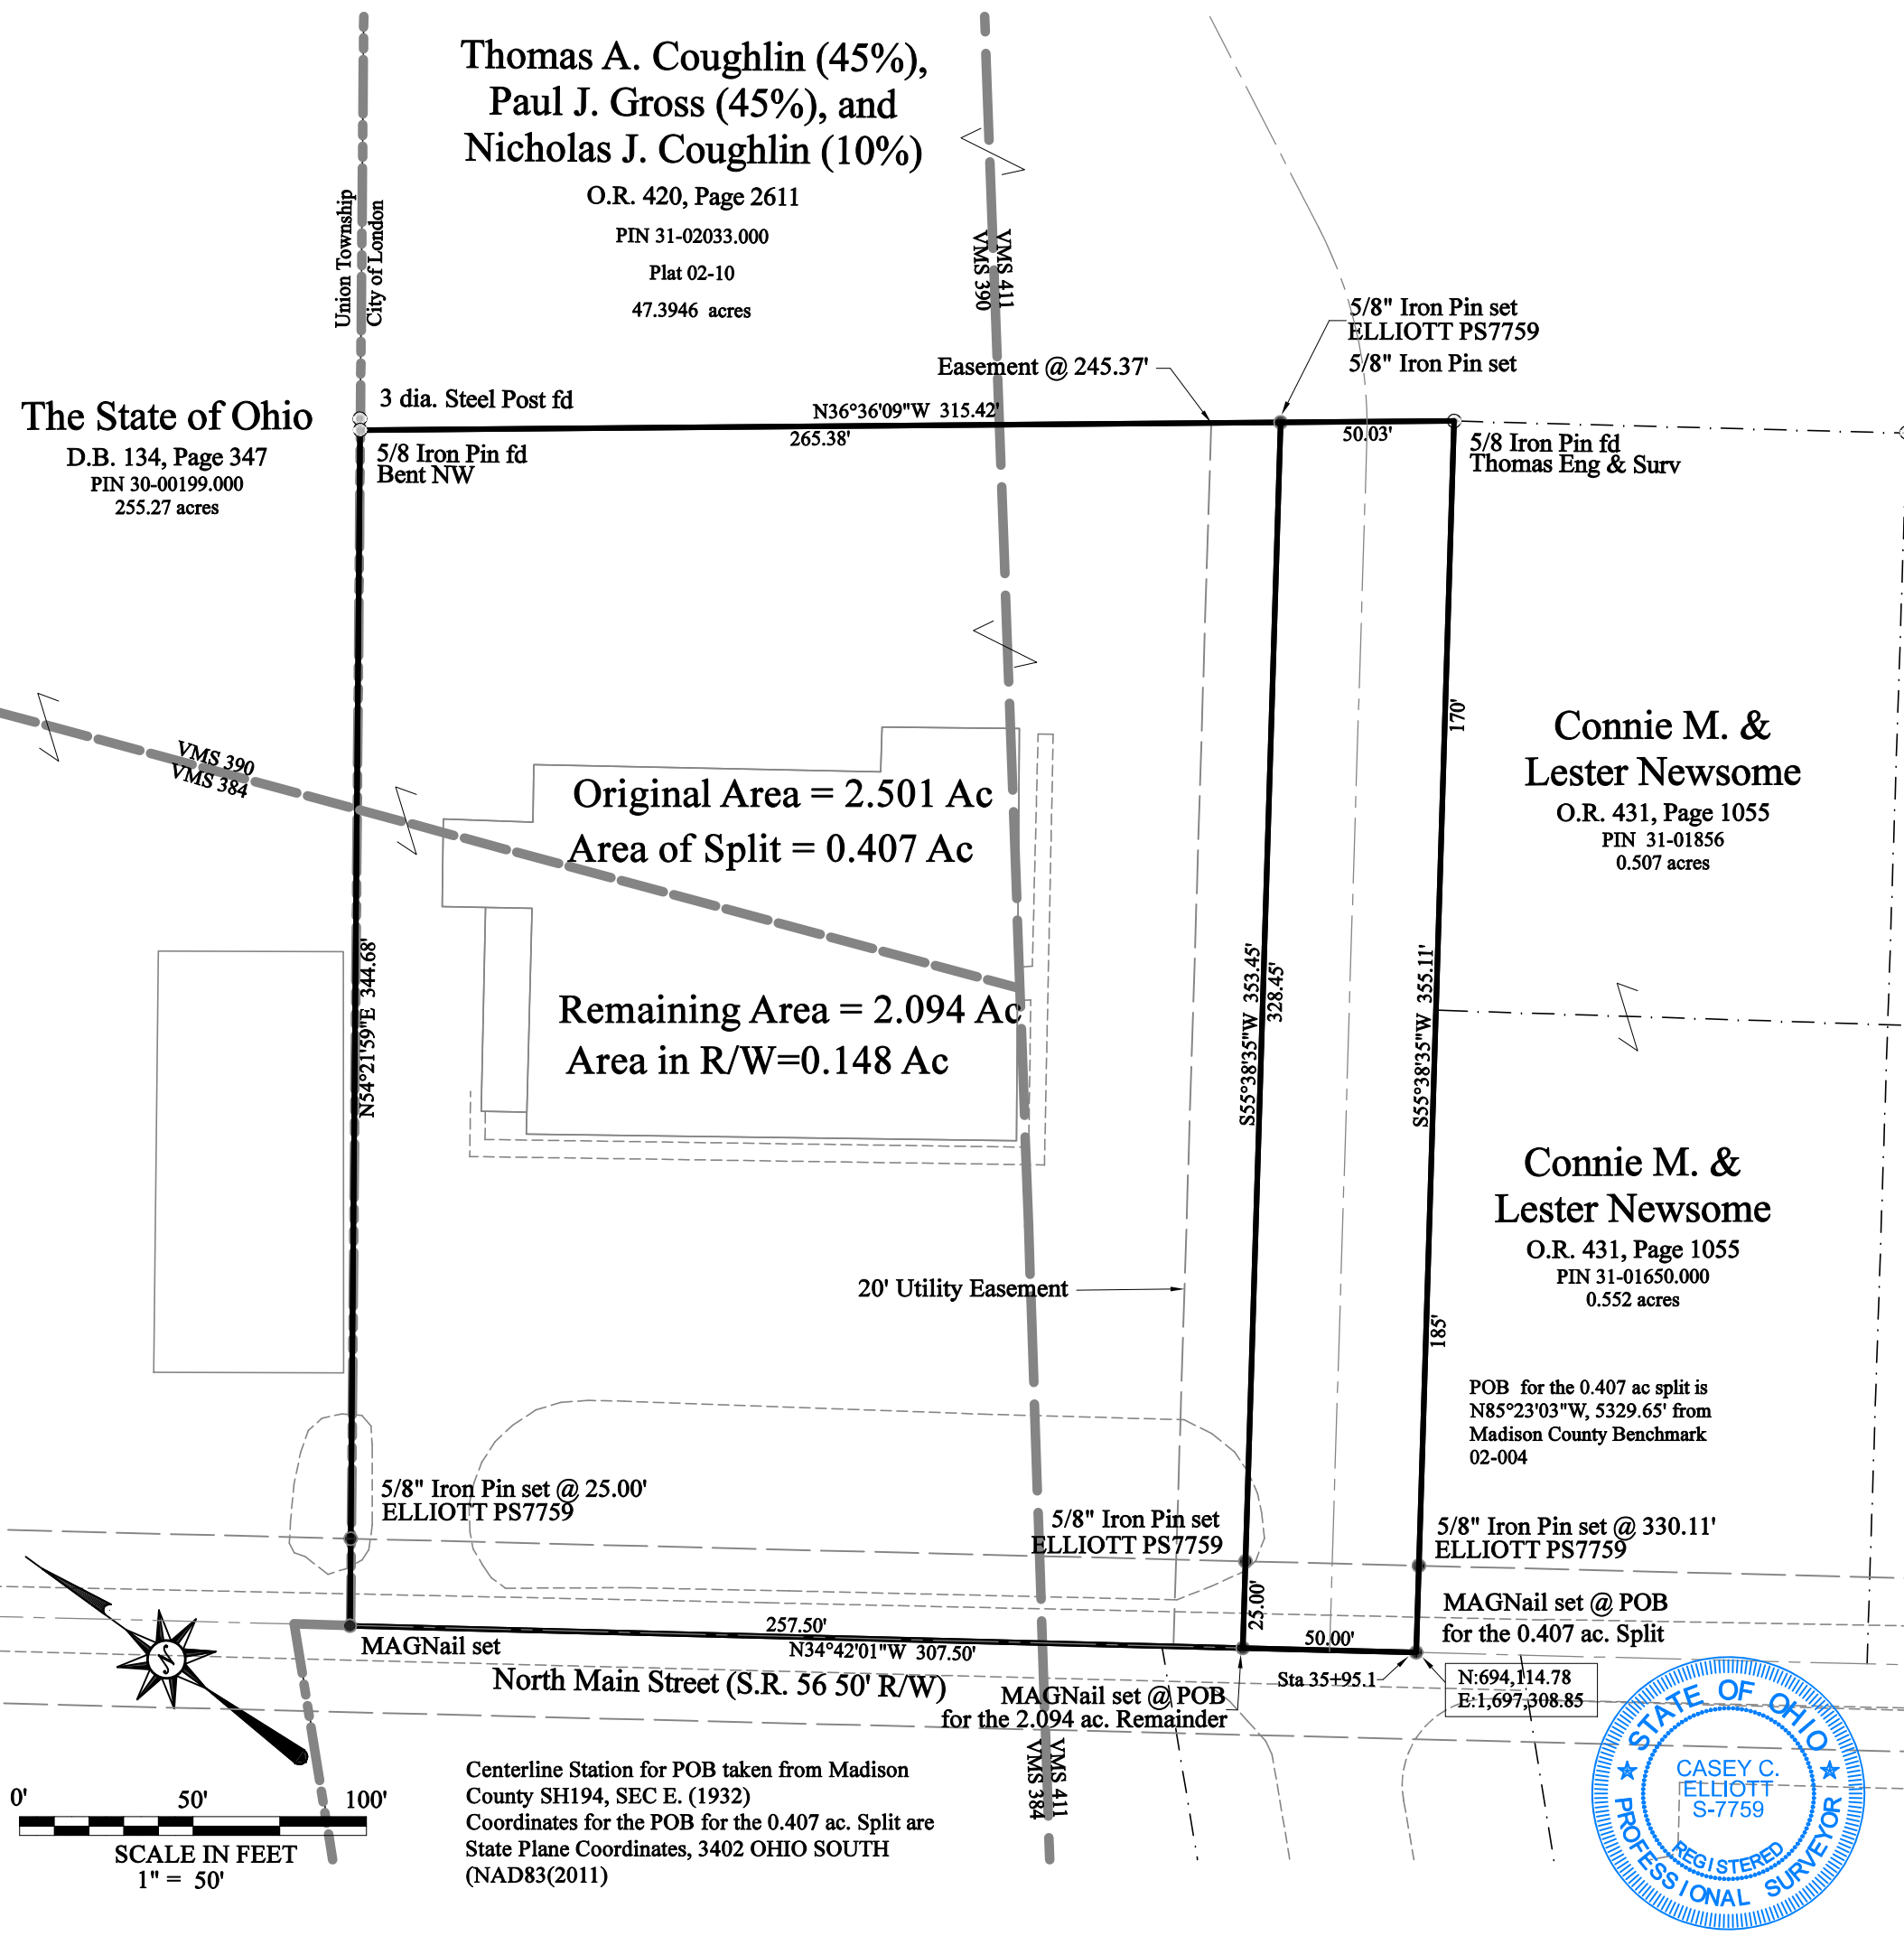 Thomas A. Coughlin (45%),
Paul J. Gross (45%), and
Nicholas J. Coughlin (10%)
O.R. 420, Page 2611
PIN 31-02033.000
Plat 02-10
47.3946 acres
Union Township
City of London
VMS 411
VMS 390
5/8" Iron Pin set
ELLIOTT PS7759
5/8" Iron Pin set
Easement @ 245.37'
3 dia. Steel Post fd
N36°36'09"W 315.42'
265.38'
50.03'
The State of Ohio
D.B. 134, Page 347
PIN 30-00199.000
255.27 acres
5/8 Iron Pin fd
Bent NW
5/8 Iron Pin fd
Thomas Eng & Surv
170'
Connie M. &
Lester Newsome
O.R. 431, Page 1055
PIN 31-01856
0.507 acres
VMS 390
VMS 384
Original Area = 2.501 Ac
Area of Split = 0.407 Ac
Remaining Area = 2.094 Ac
Area in R/W=0.148 Ac
N54°21'59"E 344.68'
S55°38'35"W 353.45'
328.45'
S55°38'35"W 355.11'
Connie M. &
Lester Newsome
O.R. 431, Page 1055
PIN 31-01650.000
0.552 acres
20' Utility Easement
185'
POB for the 0.407 ac split is
N85°23'03"W, 5329.65' from
Madison County Benchmark
02-004
5/8" Iron Pin set @ 25.00'
ELLIOTT PS7759
5/8" Iron Pin set
ELLIOTT PS7759
5/8" Iron Pin set @ 330.11'
ELLIOTT PS7759
25.00'
MAGNail set @ POB
for the 0.407 ac. Split
257.50'
N34°42'01"W 307.50'
50.00'
MAGNail set
North Main Street (S.R. 56 50' R/W)
Sta 35+95.1
N:694,114.78
E:1,697,308.85
MAGNail set @ POB
for the 2.094 ac. Remainder
N
VMS 411
VMS 384
Centerline Station for POB taken from Madison
County SH194, SEC E. (1932)
Coordinates for the POB for the 0.407 ac. Split are
State Plane Coordinates, 3402 OHIO SOUTH
(NAD83(2011)
0' 50' 100'
SCALE IN FEET
1" = 50'
STATE OF OHIO
CASEY C.
ELLIOTT
S-7759
REGISTERED
PROFESSIONAL SURVEYOR